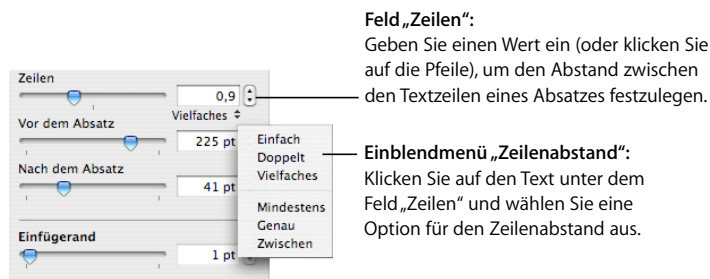 Feld „Zeilen“:
Geben Sie einen Wert ein (oder klicken Sie
auf die Pfeile), um den Abstand zwischen
den Textzeilen eines Absatzes festzulegen.
Zeilen
0,9
Vielfaches
Vor dem Absatz
225 pt
Nach dem Absatz
41 pt
Einfügerand
1 pt
Einfach
Doppelt
Vielfaches
Mindestens
Genau
Zwischen
Einblendmenü „Zeilenabstand“:
Klicken Sie auf den Text unter dem
Feld „Zeilen“ und wählen Sie eine
Option für den Zeilenabstand aus.